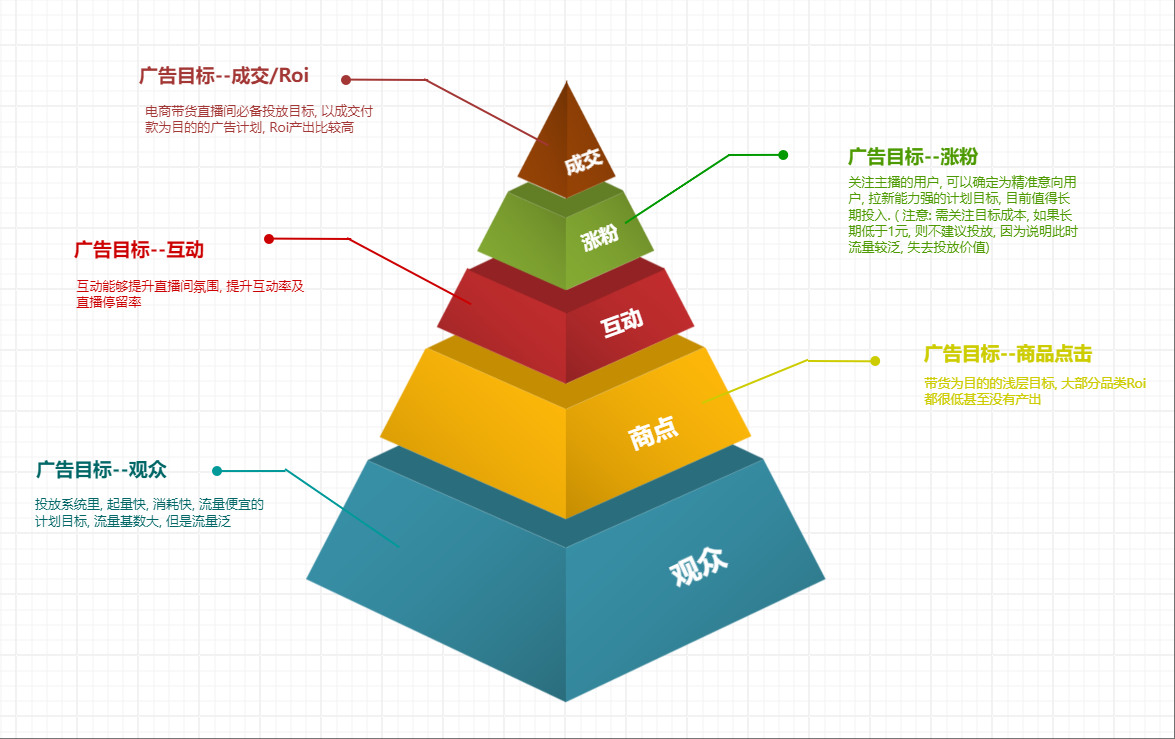 广告目标--成交/Roi
电商带货直播间必备投放目标, 以成交付
款为目的的广告计划, Roi产出比较高
成交
广告目标--涨粉
关注主播的用户, 可以确定为精准意向用
户, 拉新能力强的计划目标, 目前值得长
期投入. ( 注意: 需关注目标成本, 如果长
期低于1元, 则不建议投放, 因为说明此时
流量较泛, 失去投放价值)
涨粉
广告目标--互动
互动能够提升直播间氛围, 提升互动率及
直播停留率
互动
广告目标--商品点击
带货为目的的浅层目标, 大部分品类Roi
都很低甚至没有产出
商点
广告目标--观众
投放系统里, 起量快, 消耗快, 流量便宜的
计划目标, 流量基数大, 但是流量泛
观众